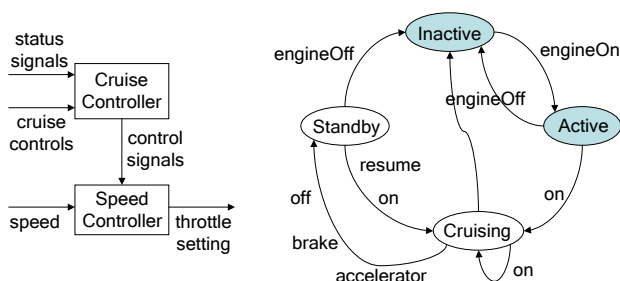 status
signals
Cruise
Controller
cruise
controls
control
signals
Speed
Controller
speed
throttle
setting
Inactive
engineOff
engineOn
engineOff
Standby
Active
resume
off
on
on
brake
Cruising
accelerator
on